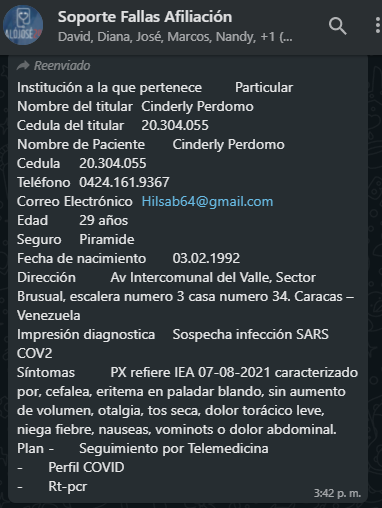 Soporte Fallas Afiliación
David, Diana, José, Marcos, Nandy, +1 (...
ALOJOSE
Reenviado
Institución a la que pertenece Particular
Nombre del titular Cinderly Perdomo
Cedula del titular 20.304.055
Nombre de Paciente Cinderly Perdomo
Cedula 20.304.055
Teléfono 0424.161.9367
Correo Electrónico Hilsab64@gmail.com
Edad 29 años
Seguro Piramide
Fecha de nacimiento 03.02.1992
Dirección Av Intercomunal del Valle, Sector
Brusual, escalera numero 3 casa numero 34. Caracas –
Venezuela
Impresión diagnostica Sospecha infección SARS
COV2
Síntomas PX refiere IEA 07-08-2021 caracterizado
por, cefalea, eritema en paladar blando, sin aumento
de volumen, otalgia, tos seca, dolor torácico leve,
niega fiebre, nauseas, vominots o dolor abdominal.
Plan - Seguimiento por Telemedicina
- Perfil COVID
- Rt-pcr
3:42 p. m.